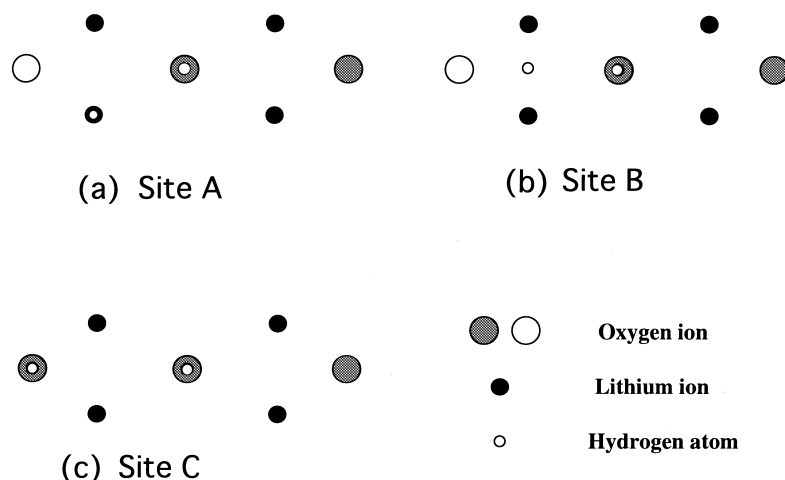 (a) Site A
(b) Site B
(c) Site C
Oxygen ion
Lithium ion
Hydrogen atom